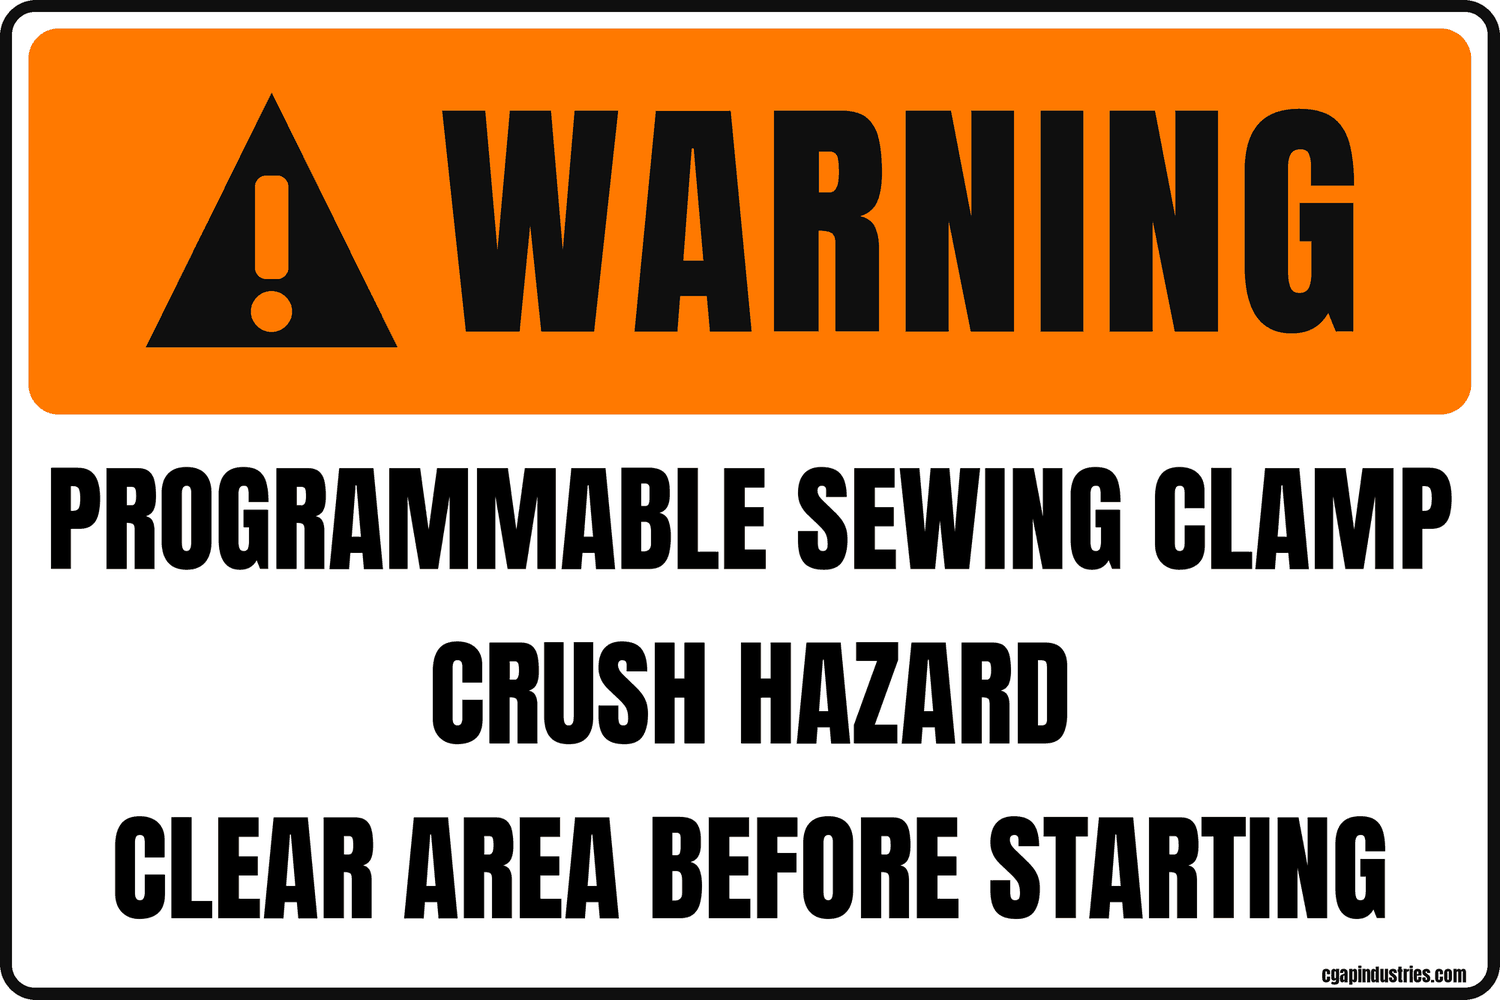 WARNING
PROGRAMMABLE SEWING CLAMP
CRUSH HAZARD
CLEAR AREA BEFORE STARTING
cgapindustries.com